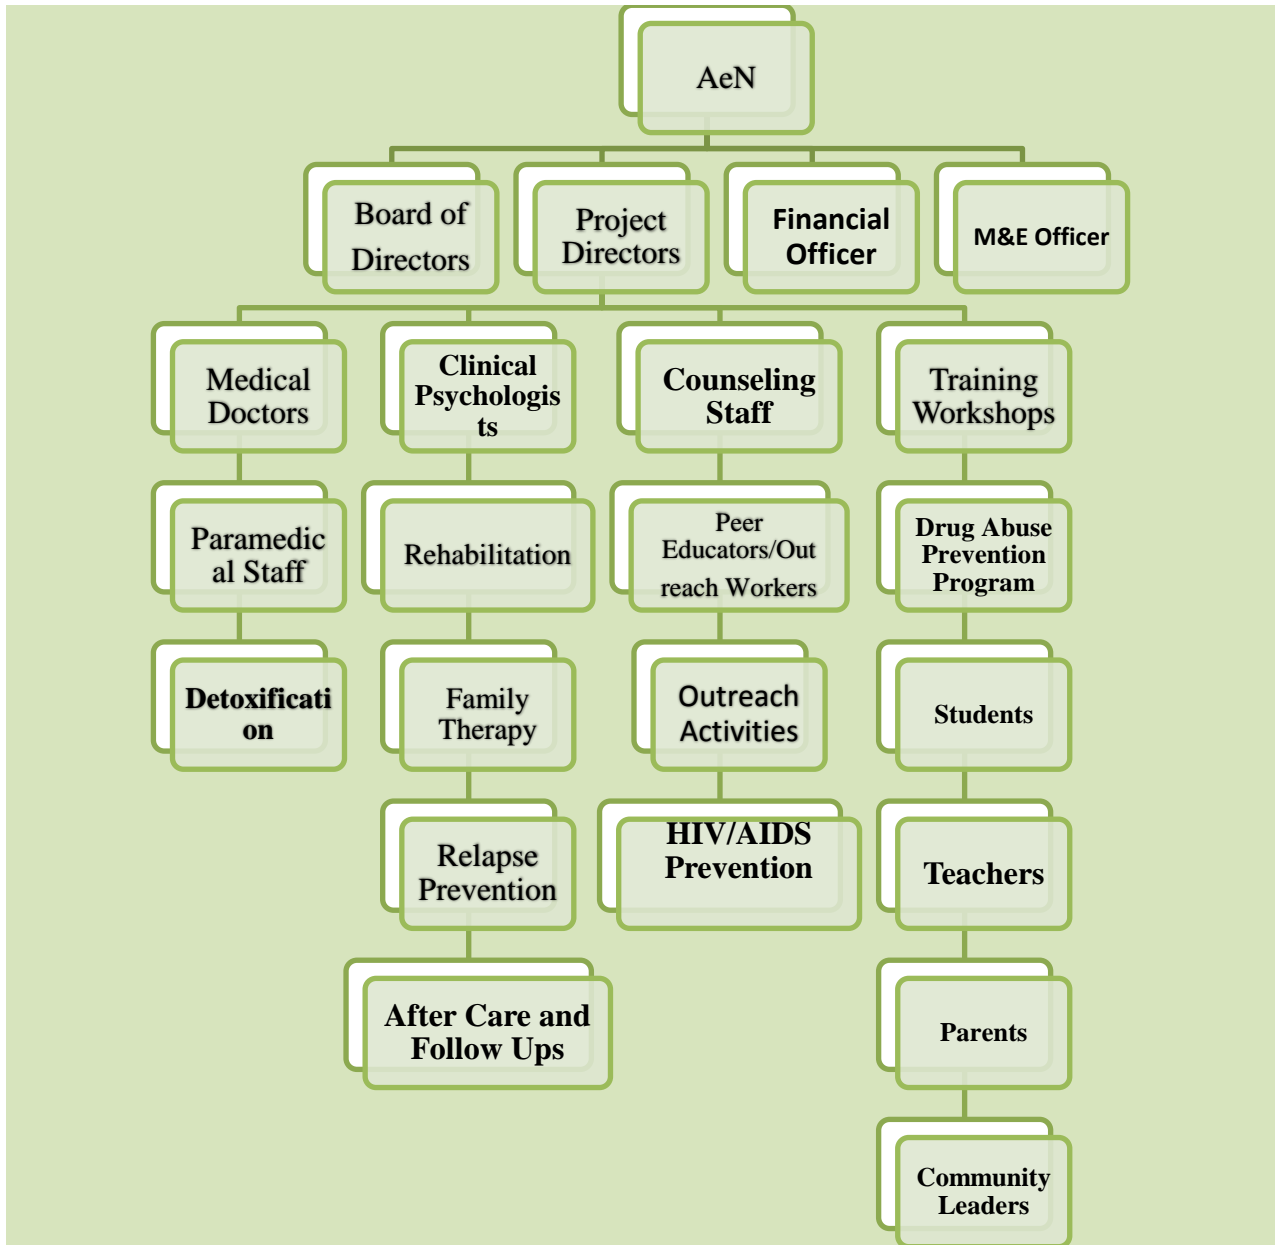 AeN
Board of
Directors
Project
Directors
Financial
Officer
M&E Officer
Medical
Doctors
Clinical
Psychologis
ts
Counseling
Staff
Training
Workshops
Paramedic
al Staff
Rehabilitation
Peer
Educators/Out
reach Workers
Drug Abuse
Prevention
Program
Detoxificati
on
Family
Therapy
Outreach
Activities
Students
Relapse
Prevention
HIV/AIDS
Prevention
Teachers
After Care and
Follow Ups
Parents
Community
Leaders